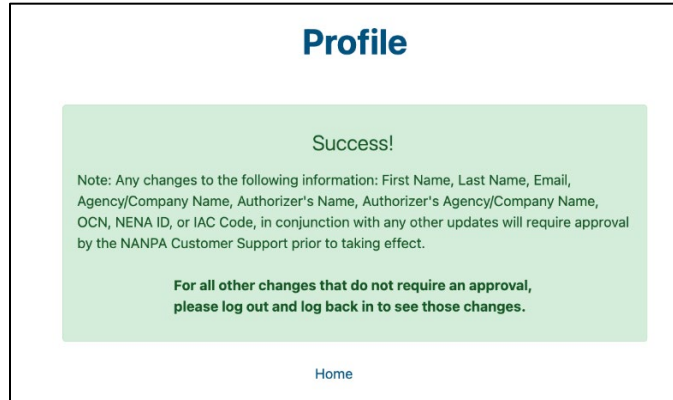 Profile
Success!
Note: Any changes to the following information: First Name, Last Name, Email,
Agency/Company Name, Authorizer's Name, Authorizer's Agency/Company Name,
OCN, NENA ID, or IAC Code, in conjunction with any other updates will require approval
by the NANPA Customer Support prior to taking effect.
For all other changes that do not require an approval,
please log out and log back in to see those changes.
Home